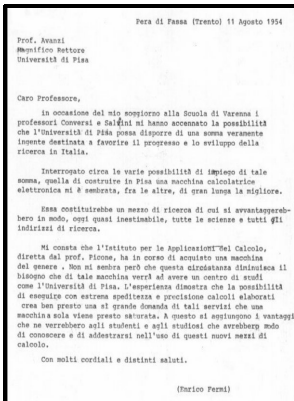 Pera di Fassa (Trento) 11 Agosto 1954
Prof. Avanzi
Magnifico Rettore
Università di Pisa
Caro Professore,
in occasione del mio soggiorno alla Scuola di Varenna i
professori Conversi e Salvini mi hanno accennato la possibilità
che l'Università di Pisa possa disporre di una somma veramente
ingente destinata a favorire il progresso e lo sviluppo della
ricerca in Italia.
Interrogato circa le varie possibilità di impiego di tale
somma, quella di costruire in Pisa una macchina calcolatrice
elettronica mi è sembrata, fra le altre, di gran lunga la migliore.
Essa costituirebbe un mezzo di ricerca di cui si avvantaggereb-
bero in modo, oggi quasi inestimabile, tutte le scienze e tutti gli
indirizzi di ricerca.
Mi consta che l'Istituto per le Applicazioni del Calcolo,
diretto dal prof. Picone, ha in corso di acquisto una macchina
del genere . Non mi sembra però che questa circostanza diminuisca il
bisogno che di tale macchina verrà ad avere un centro di studi
come l'Università di Pisa. L'esperienza dimostra che la possibilità
di eseguire con estrema speditezza e precisione calcoli elaborati
crea ben presto una sì grande domanda di tali servizi che una
macchina sola viene presto saturata. A questo si aggiungono i vantaggi
che ne verrebbero agli studenti e agli studiosi che avrebberp modo
di conoscere e di addestrarsi nell'uso di questi nuovi mezzi di
calcolo.
Con molti cordiali e distinti saluti.
(Enrico Fermi)